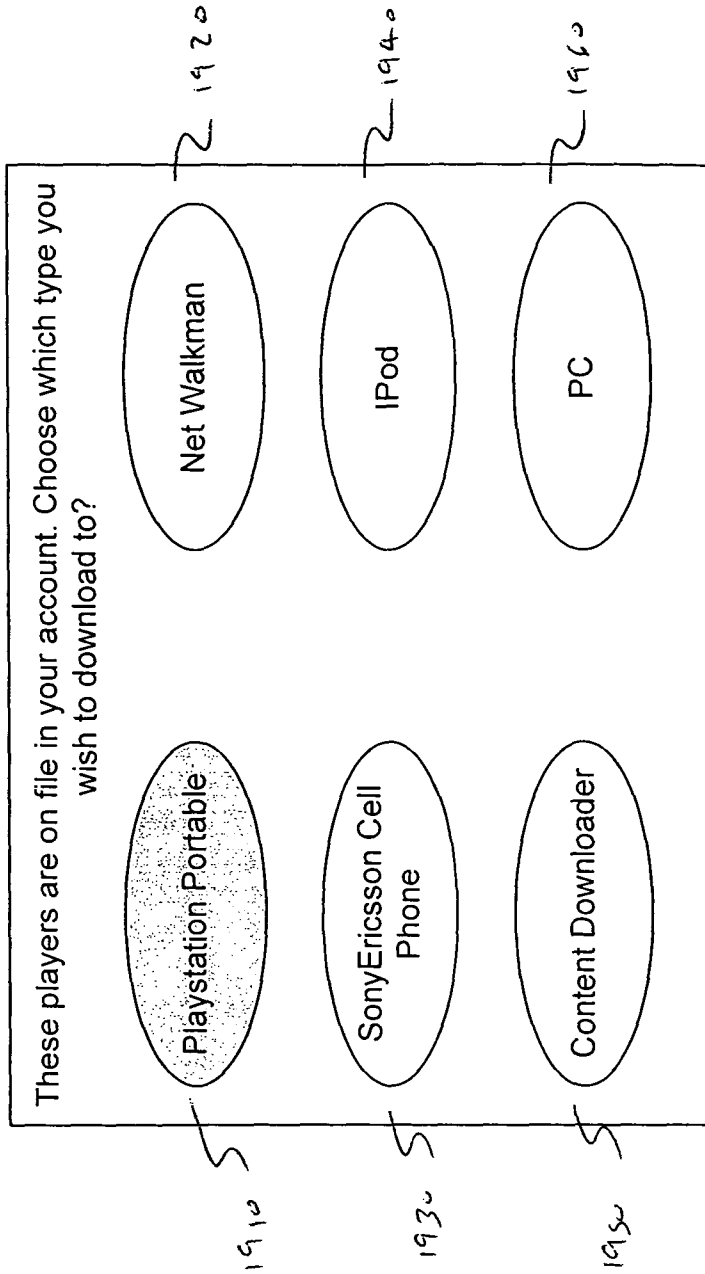 These players are on file in your account. Choose which type you
wish to download to?
1910
Playstation Portable
Net Walkman
1920
1930
SonyEricsson Cell
Phone
IPod
1940
1950
Content Downloader
PC
1960